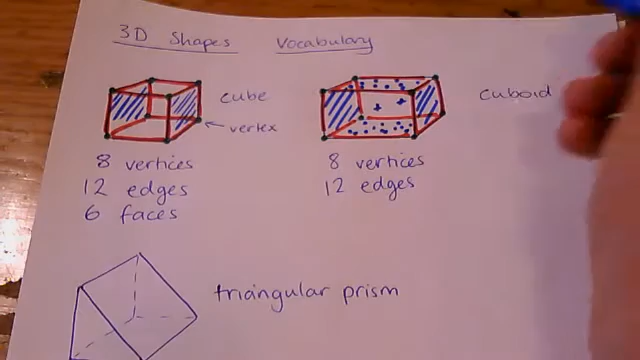 3D Shapes Vocabulary
cube
vertex
8 vertices
12 edges
6 faces
cuboid
8 vertices
12 edges
triangular prism